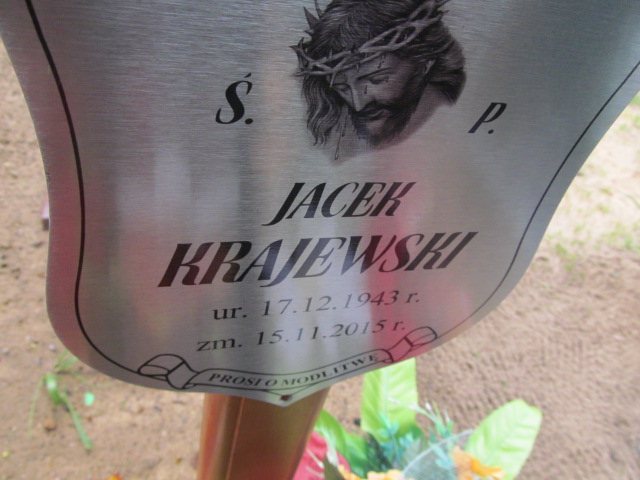 Ś. P.
JACEK
KRAJEWSKI
ur. 17.12.1943 r.
zm. 15.11.2015 r.
PROSI O MODLITWĘ